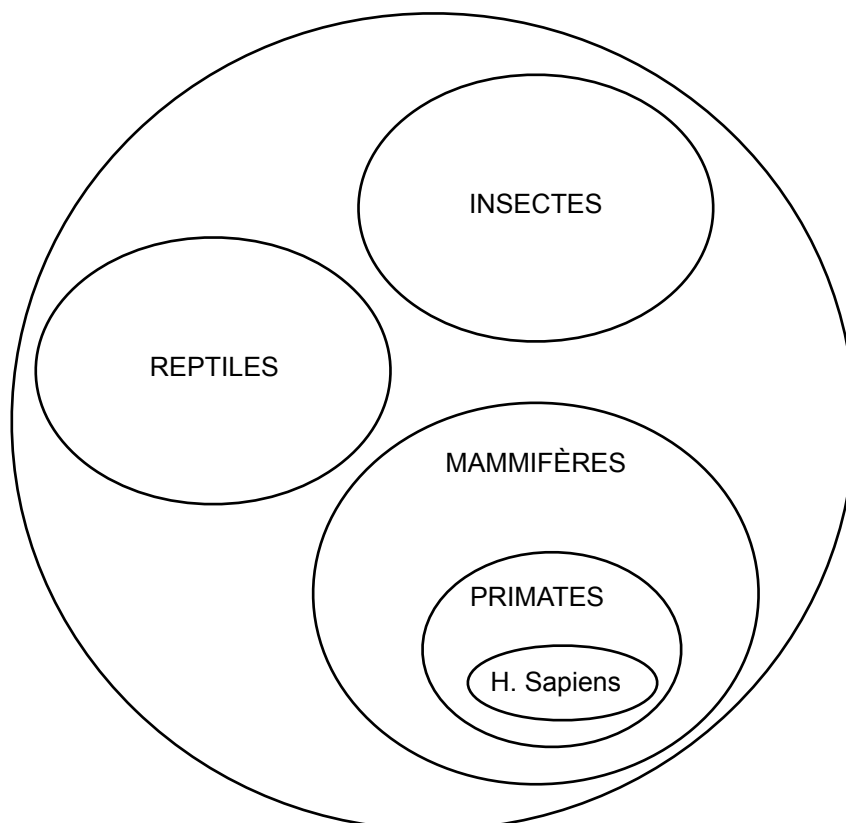 INSECTES
REPTILES
MAMMIFÈRES
PRIMATES
H. Sapiens